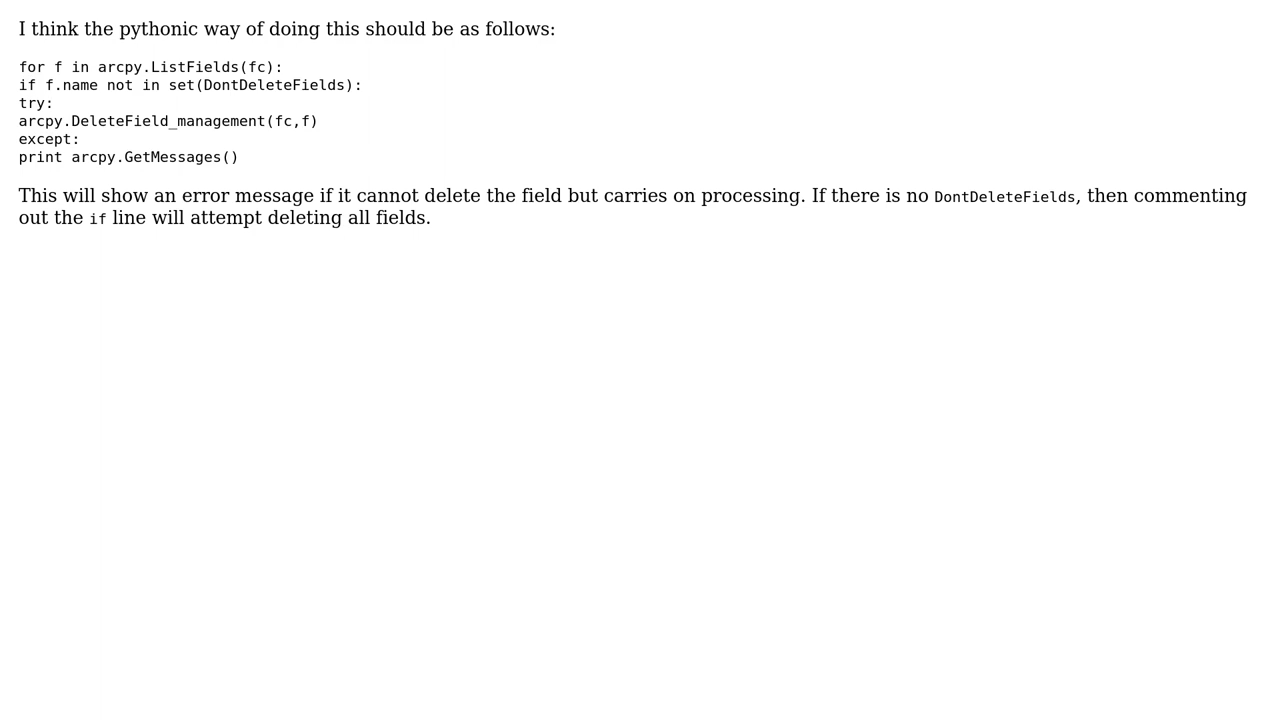 I think the pythonic way of doing this should be as follows:
for f in arcpy.ListFields(fc):
if f.name not in set(DontDeleteFields):
try:
arcpy.DeleteField_management(fc,f)
except:
print arcpy.GetMessages()
This will show an error message if it cannot delete the field but carries on processing. If there is no DontDeleteFields, then commenting
out the if line will attempt deleting all fields.